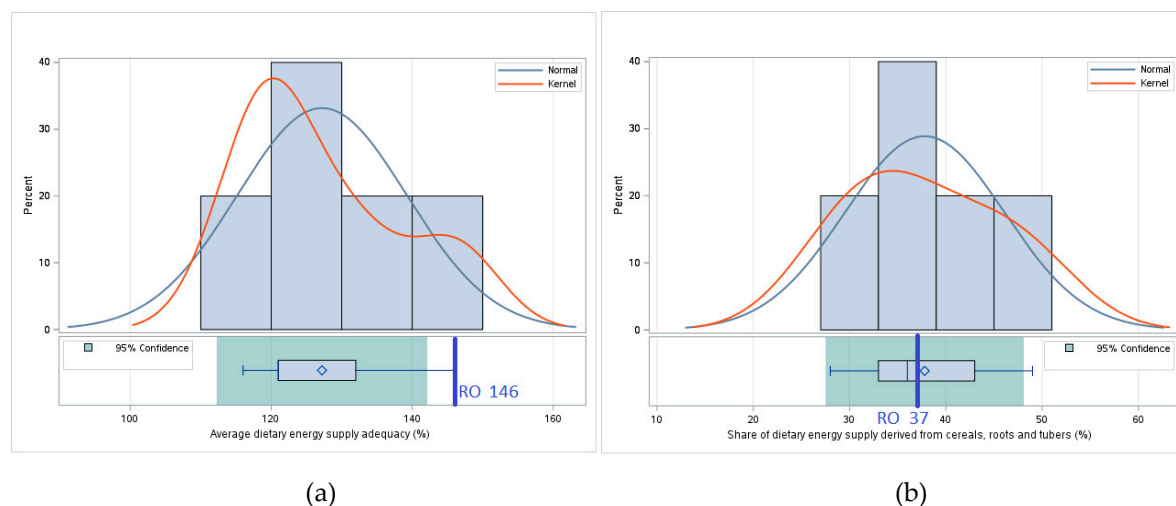 40
30
20
10
0
Percent
Normal
Kernel
95% Confidence
RO 146
100
120
140
160
Average dietary energy supply adequacy (%)
(a)
40
30
20
10
0
Percent
Normal
Kernel
95% Confidence
RO 37
10
20
30
40
50
60
Share of dietary energy supply derived from cereals, roots and tubers (%)
(b)